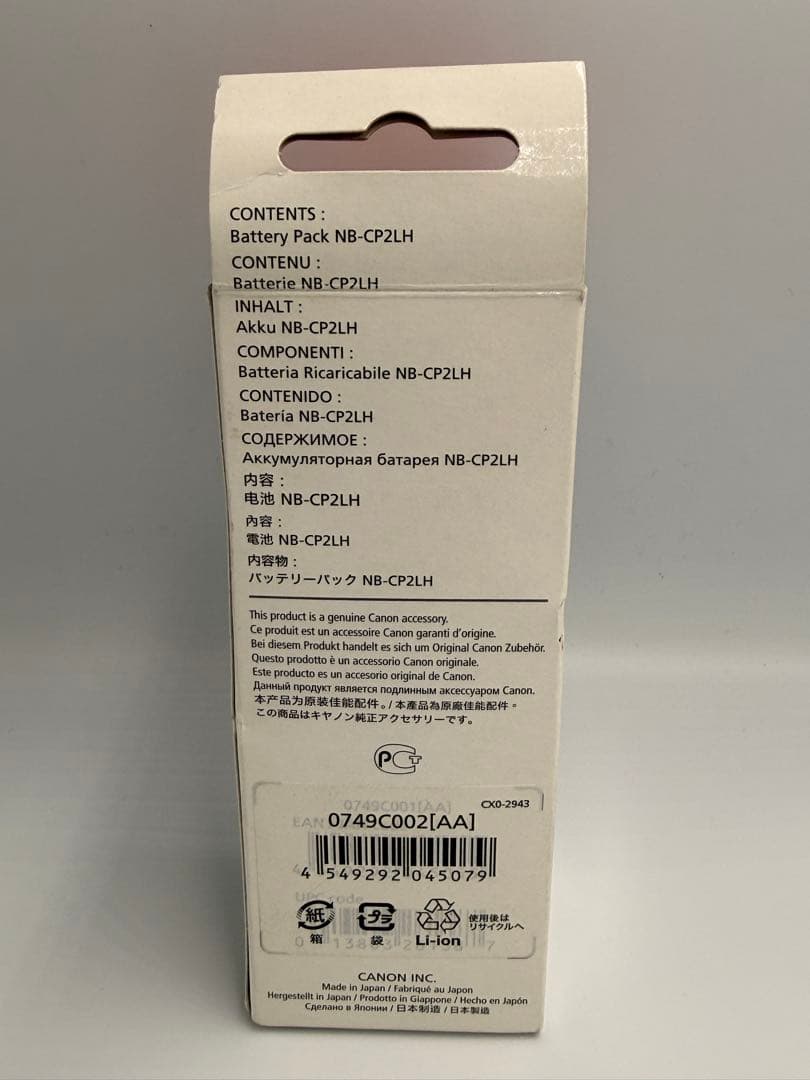 CONTENTS :
Battery Pack NB-CP2LH
CONTENU :
Batterie NB-CP2LH
INHALT :
Akku NB-CP2LH
COMPONENTI :
Batteria Ricaricabile NB-CP2LH
CONTENIDO :
Batería NB-CP2LH
СОДЕРЖИМОЕ :
Аккумуляторная батарея NB-CP2LH
内容 :
电池 NB-CP2LH
內容 :
電池 NB-CP2LH
内容物 :
バッテリーパック NB-CP2LH
This product is a genuine Canon accessory.
Ce produit est un accessoire Canon garanti d'origine.
Bei diesem Produkt handelt es sich um Original Canon Zubehör.
Questo prodotto è un accessorio Canon originale.
Este producto es un accesorio original de Canon.
Данный продукт является подлинным аксессуаром Canon.
本产品为原装佳能配件。/ 本產品為原廠佳能配件。
この商品はキヤノン純正アクセサリーです。
РСТ
0749C001[AA]
CX0-2943
EAN
0749C002[AA]
4 549292 045079
UPC code
紙
箱
プラ
袋
Li-ion
使用後は
リサイクルへ
CANON INC.
Made in Japan / Fabriqué au Japon
Hergestellt in Japan / Prodotto in Giappone / Hecho en Japón
Сделано в Японии / 日本制造 / 日本製造